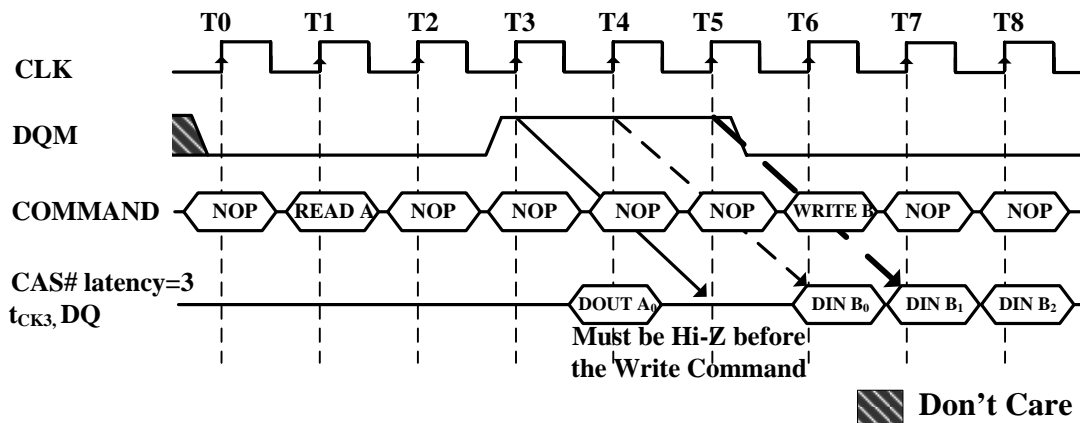 T0 T1 T2 T3 T4 T5 T6 T7 T8
CLK
DQM
COMMAND NOP READ A NOP NOP NOP NOP WRITE B NOP NOP
CAS# latency=3
tCK3, DQ DOUT A0 DIN B0 DIN B1 DIN B2
Must be Hi-Z before
the Write Command
Don't Care